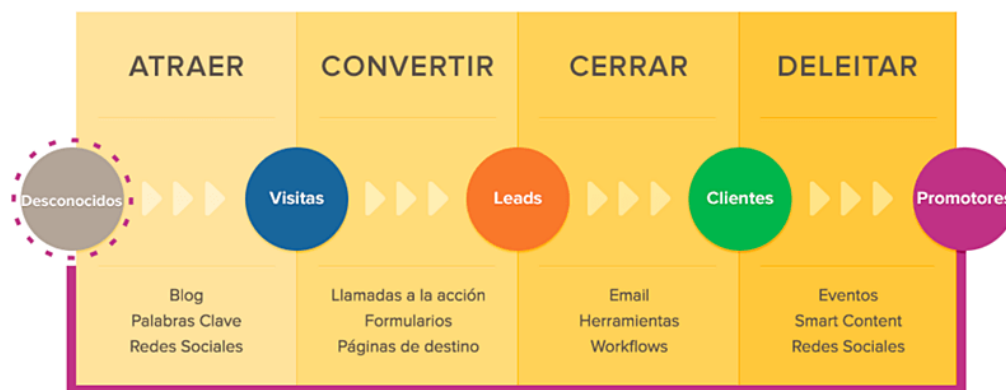 ATRAER
CONVERTIR
CERRAR
DELEITAR
Desconocidos
Visitas
Leads
Clientes
Promotores
Blog
Palabras Clave
Redes Sociales
Llamadas a la acción
Formularios
Páginas de destino
Email
Herramientas
Workflows
Eventos
Smart Content
Redes Sociales